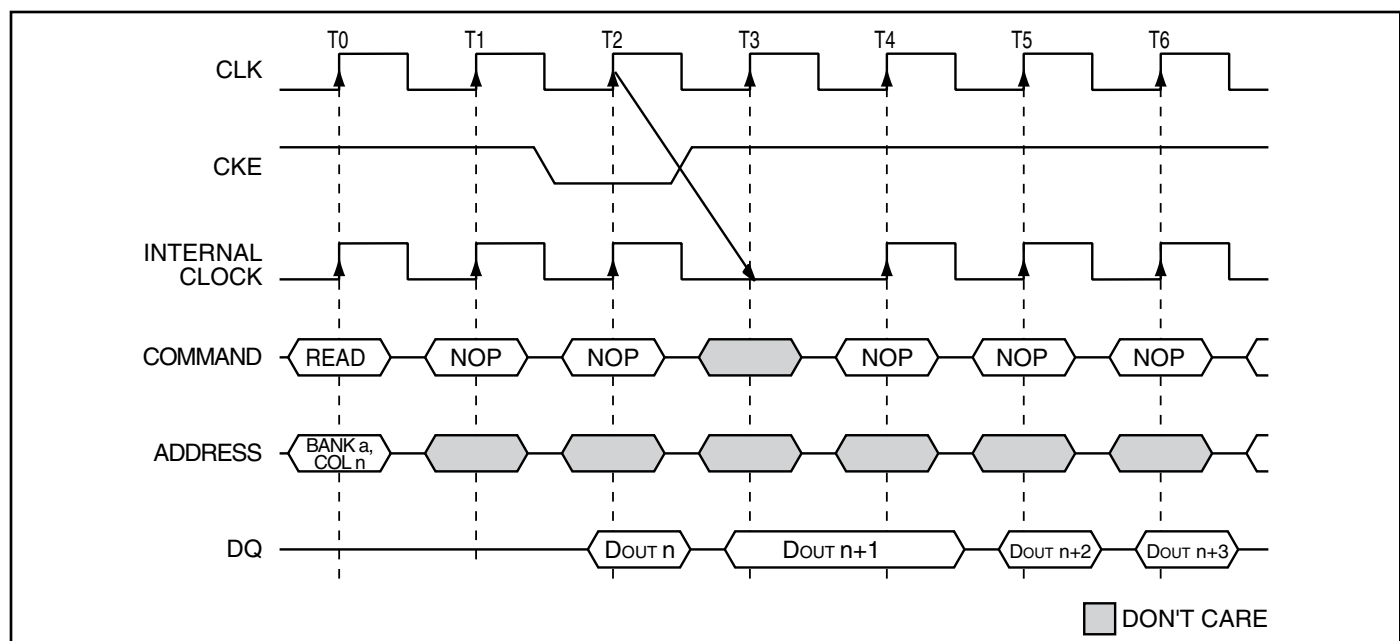 T0 T1 T2 T3 T4 T5 T6
CLK
CKE
INTERNAL
CLOCK
COMMAND READ NOP NOP NOP NOP NOP
ADDRESS BANK a,
COL n
DQ DOUT n DOUT n+1 DOUT n+2 DOUT n+3
DON'T CARE